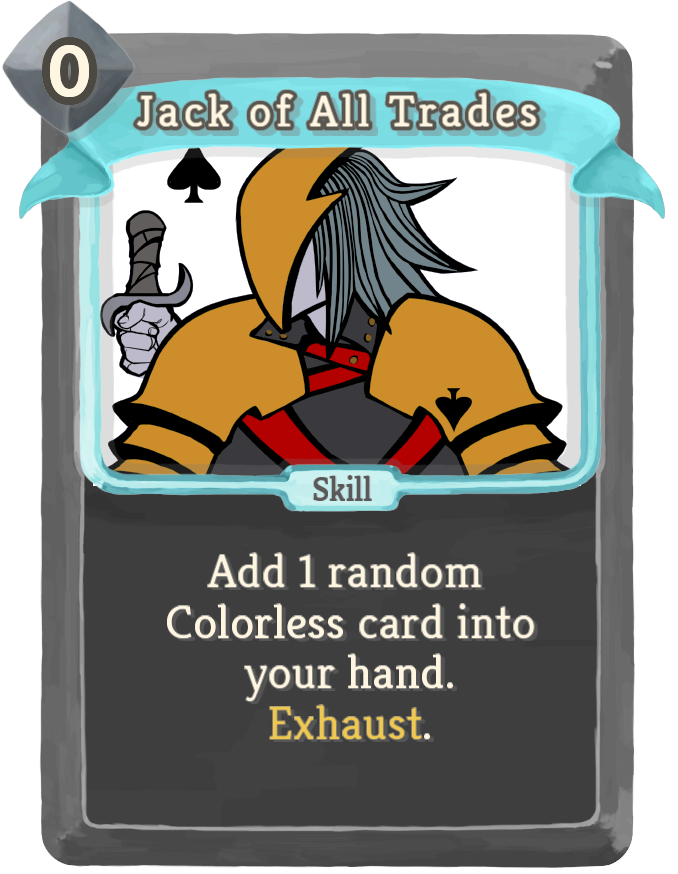 0
Jack of All Trades
Skill
Add 1 random
Colorless card into
your hand.
Exhaust.